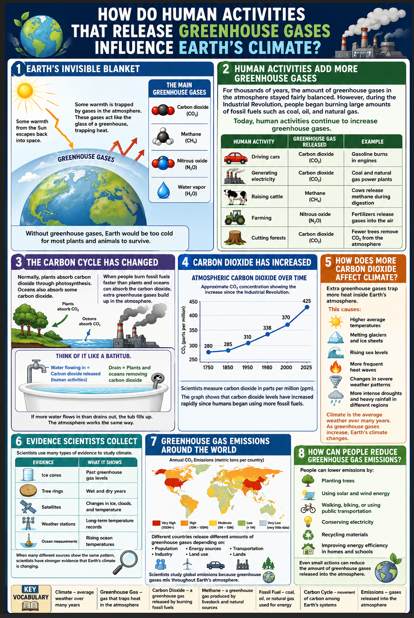 HOW DO HUMAN ACTIVITIES
THAT RELEASE GREENHOUSE GASES
INFLUENCE EARTH'S CLIMATE?
1 EARTH'S INVISIBLE BLANKET
Some warmth from the Sun escapes back into space.
Some warmth is trapped by gases in the atmosphere. These gases act like the glass of a greenhouse, trapping heat.
GREENHOUSE GASES
THE MAIN GREENHOUSE GASES
Carbon dioxide (CO₂)
Methane (CH₄)
Nitrous oxide (N₂O)
Water vapor (H₂O)
Without greenhouse gases, Earth would be too cold
for most plants and animals to survive.
2 HUMAN ACTIVITIES ADD MORE GREENHOUSE GASES
For thousands of years, the amount of greenhouse gases in the atmosphere stayed fairly balanced. However, during the Industrial Revolution, people began burning large amounts of fossil fuels such as coal, oil, and natural gas.
Today, human activities continue to increase greenhouse gases.
HUMAN ACTIVITY GREENHOUSE GAS RELEASED EXAMPLE
Driving cars Carbon dioxide (CO₂) Gasoline burns in engines
Generating electricity Carbon dioxide (CO₂) Coal and natural gas power plants
Raising cattle Methane (CH₄) Cows release methane during digestion
Farming Nitrous oxide (N₂O) Fertilizers release gases into the air
Cutting forests Carbon dioxide (CO₂) Fewer trees remove CO₂ from the atmosphere
3 THE CARBON CYCLE HAS CHANGED
Normally, plants absorb carbon dioxide through photosynthesis. Oceans also absorb some carbon dioxide.
When people burn fossil fuels faster than plants and oceans can absorb the carbon dioxide, extra greenhouse gases build up in the atmosphere.
Plants absorb CO₂
Oceans absorb CO₂
THINK OF IT LIKE A BATHTUB.
Water flowing in = Carbon dioxide released (human activities)
Drain = Plants and oceans removing carbon dioxide
If more water flows in than drains out, the tub fills up.
The atmosphere works the same way.
4 CARBON DIOXIDE HAS INCREASED
ATMOSPHERIC CARBON DIOXIDE OVER TIME
Approximate CO₂ concentration showing the increase since the Industrial Revolution.
CO₂ (parts per million)
450
400
350
300
250
280 285 310 338 370 425
1750 1850 1950 1980 2000 2025
Scientists measure carbon dioxide in parts per million (ppm).
The graph shows that carbon dioxide levels have increased rapidly since humans began using more fossil fuels.
5 HOW DOES MORE CARBON DIOXIDE AFFECT CLIMATE?
Extra greenhouse gases trap more heat inside Earth's atmosphere.
This causes:
Higher average temperatures
Melting glaciers and ice sheets
Rising sea levels
More frequent heat waves
Changes in severe weather patterns
More intense droughts and heavy rainfall in different regions
Climate is the average weather over many years. As greenhouse gases increase, Earth's climate changes.
6 EVIDENCE SCIENTISTS COLLECT
Scientists use many types of evidence to study climate.
EVIDENCE WHAT IT SHOWS
Ice cores Past greenhouse gas levels
Tree rings Wet and dry years
Satellites Changes in ice, clouds, and temperature
Weather stations Long-term temperature records
Ocean measurements Rising ocean temperatures
When many different sources show the same pattern, scientists have stronger evidence that Earth's climate is changing.
7 GREENHOUSE GAS EMISSIONS AROUND THE WORLD
Annual CO₂ Emissions (metric tons per country)
Very High
High
Moderate
Low
Very Low
Different countries release different amounts of greenhouse gases depending on:
• Population
• Industry
• Energy sources
• Land use
• Transportation
• Lands
Scientists study global emissions because greenhouse gases mix throughout Earth's atmosphere.
8 HOW CAN PEOPLE REDUCE GREENHOUSE GAS EMISSIONS?
People can lower emissions by:
Planting trees
Using solar and wind energy
Walking, biking, or using public transportation
Conserving electricity
Recycling materials
Improving energy efficiency in homes and schools
Even small actions can reduce the amount of greenhouse gases released into the atmosphere.
KEY VOCABULARY
Climate – average weather over many years
Greenhouse Gas – gas that traps heat in the atmosphere
Carbon Dioxide – a greenhouse gas released by burning fossil fuels
Methane – a greenhouse gas produced by livestock and natural sources
Fossil Fuel – coal, oil, or natural gas used for energy
Carbon Cycle – movement of carbon among Earth's systems
Emissions – gases released into the atmosphere